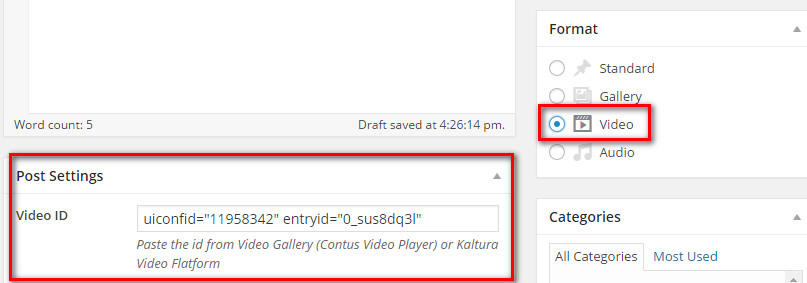 Word count: 5
Draft saved at 4:26:14 pm.
Post Settings
Video ID
uiconfid="11958342" entryid="0_sus8dq3l"
Paste the id from Video Gallery (Contus Video Player) or Kaltura
Video Flatform
Format
Standard
Gallery
Video
Audio
Categories
All Categories
Most Used